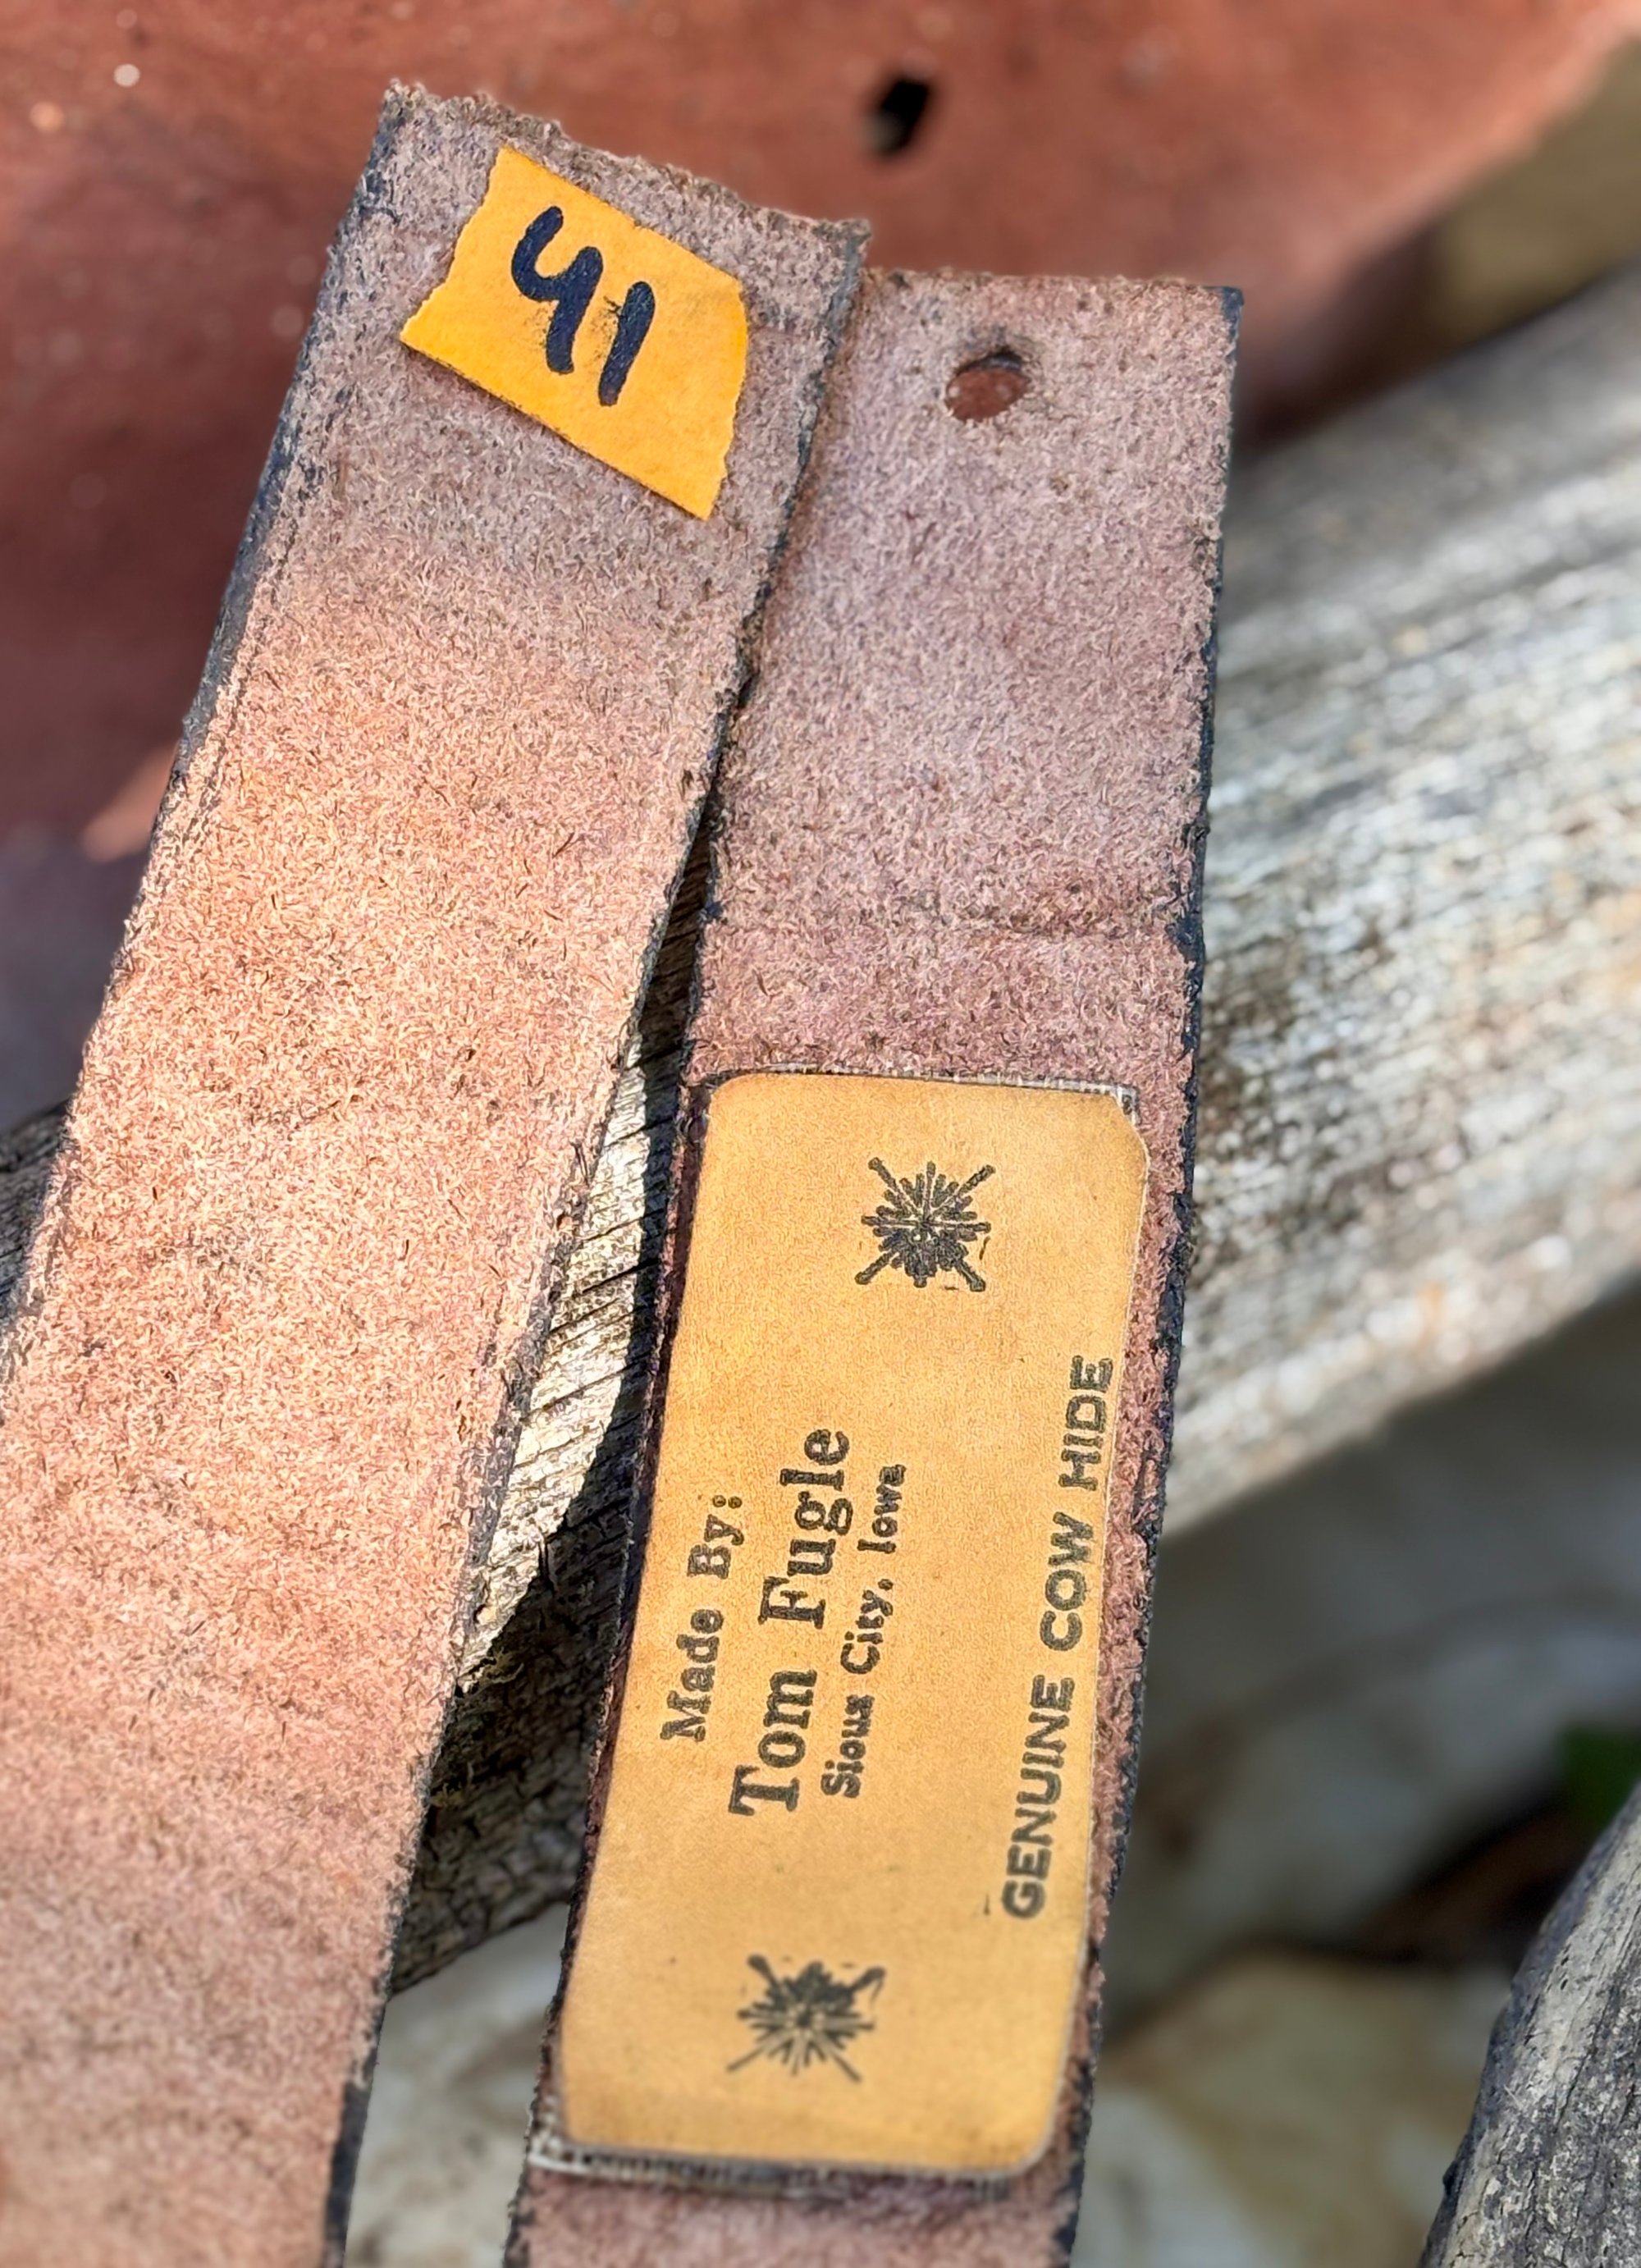 41
Made By:
Tom Fugle
Sioux City, Iowa
GENUINE COW HIDE